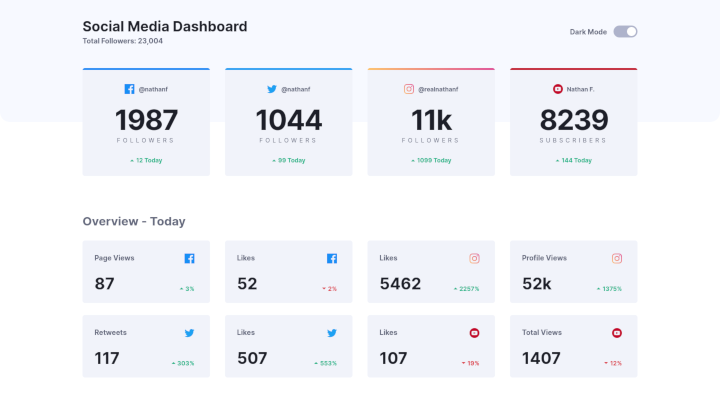 Social Media Dashboard
Total Followers: 23,004
Dark Mode
@nathanf
1987
FOLLOWERS
12 Today
@nathanf
1044
FOLLOWERS
99 Today
@realnathanf
11k
FOLLOWERS
1099 Today
Nathan F.
8239
SUBSCRIBERS
144 Today
Overview - Today
Page Views
87
3%
Likes
52
2%
Likes
5462
2257%
Profile Views
52k
1375%
Retweets
117
303%
Likes
507
553%
Likes
107
19%
Total Views
1407
12%